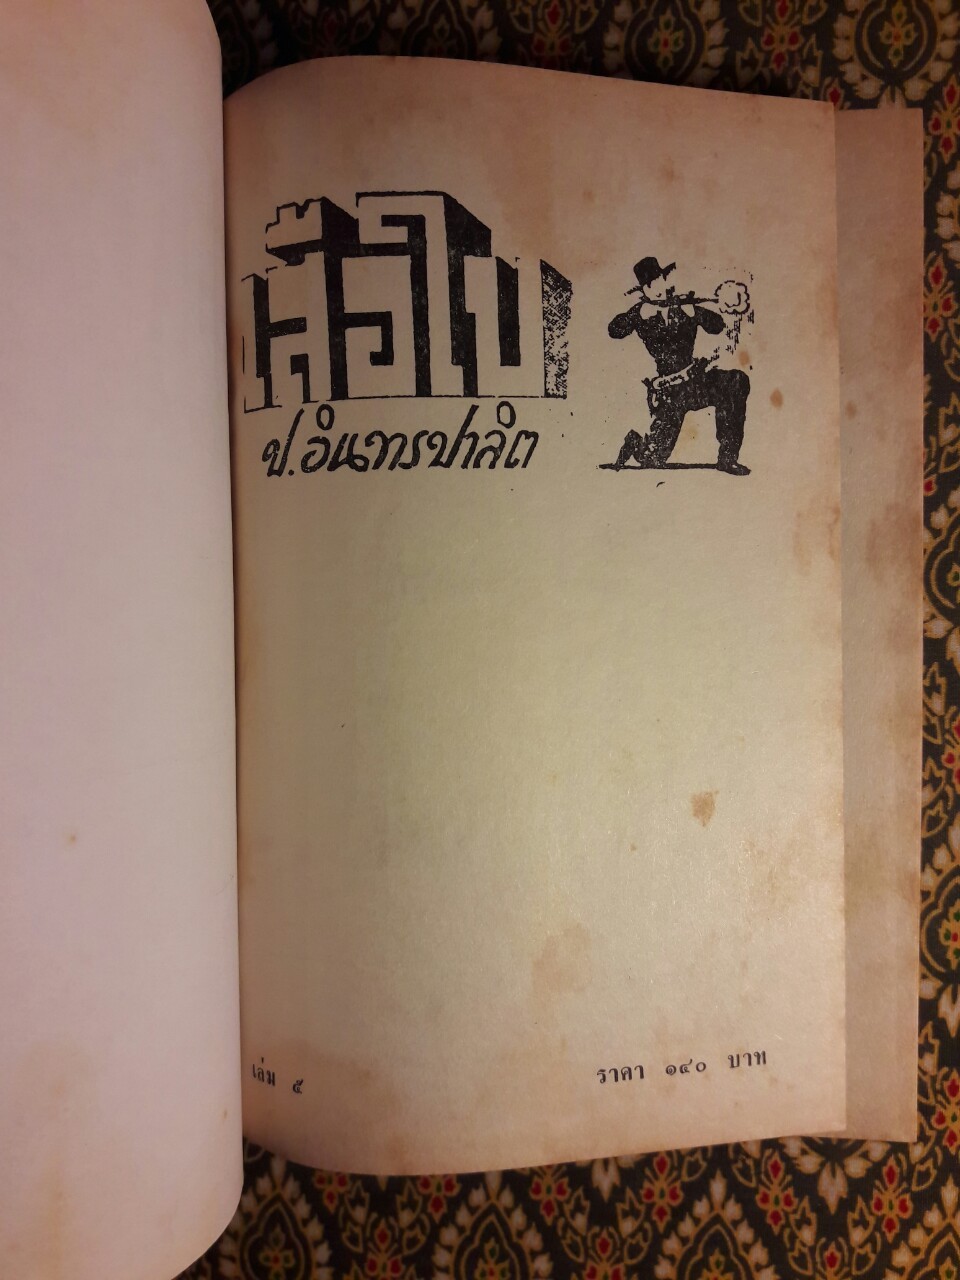 เสือใบ
ป.อินทรปาลิต
เล่ม ๕
ราคา ๑๔๐ บาท